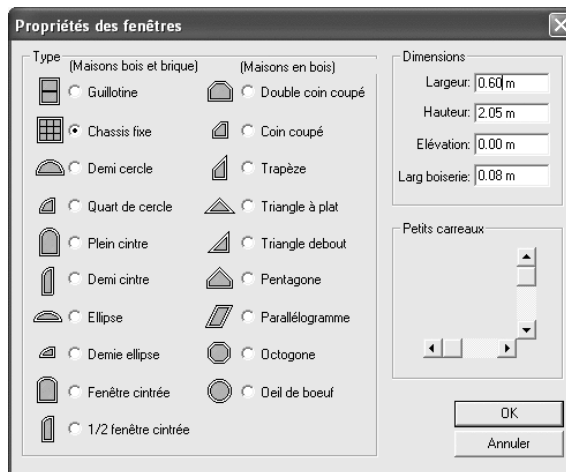 Propriétés des fenêtres
Type
(Maisons bois et brique)
(Maisons en bois)
Guillotine
Double coin coupé
Chassis fixe
Coin coupé
Demi cercle
Trapèze
Quart de cercle
Triangle à plat
Plein cintre
Triangle debout
Demi cintre
Pentagone
Ellipse
Parallélogramme
Demie ellipse
Octogone
Fenêtre cintrée
Oeil de boeuf
1/2 fenêtre cintrée
Dimensions
Largeur: 0.60 m
Hauteur: 2.05 m
Elévation: 0.00 m
Larg boiserie: 0.08 m
Petits carreaux
OK
Annuler